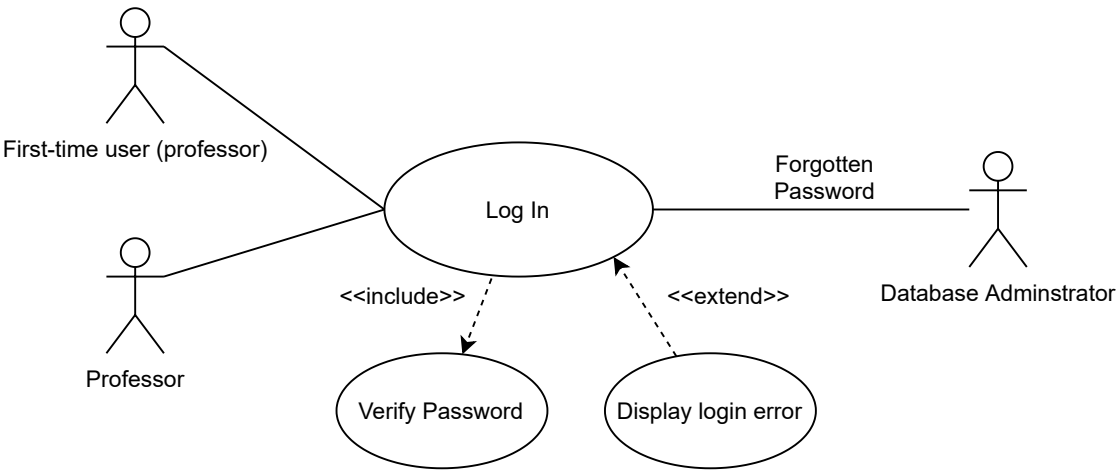 First-time user (professor)
Forgotten
Password
Log In
<<include>>
<<extend>>
Database Adminstrator
Professor
Verify Password
Display login error